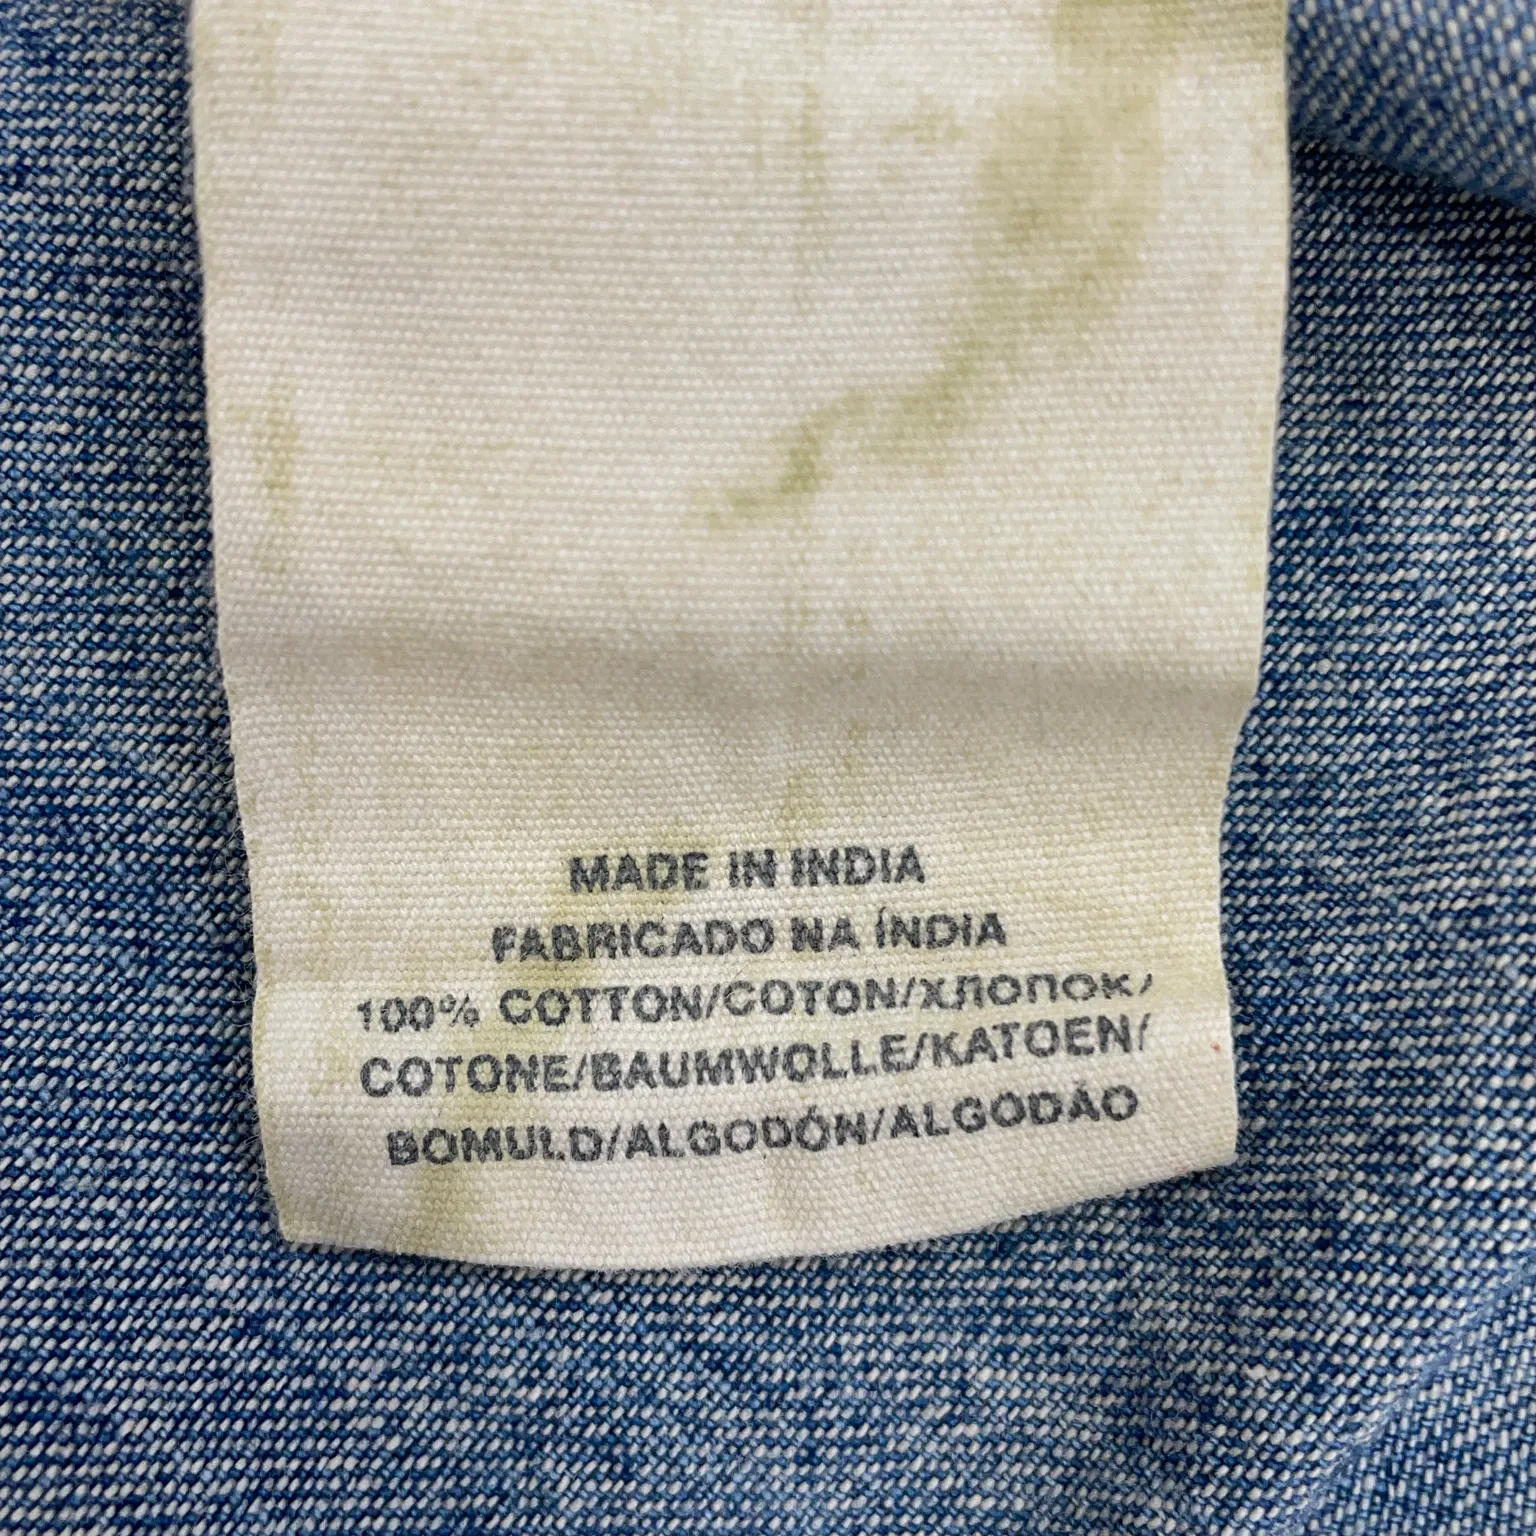 MADE IN INDIA
FABRICADO NA ÍNDIA
100% COTTON/COTON/ХЛОПОК/
COTONE/BAUMWOLLE/KATOEN/
BOMULD/ALGODÓN/ALGODÃO